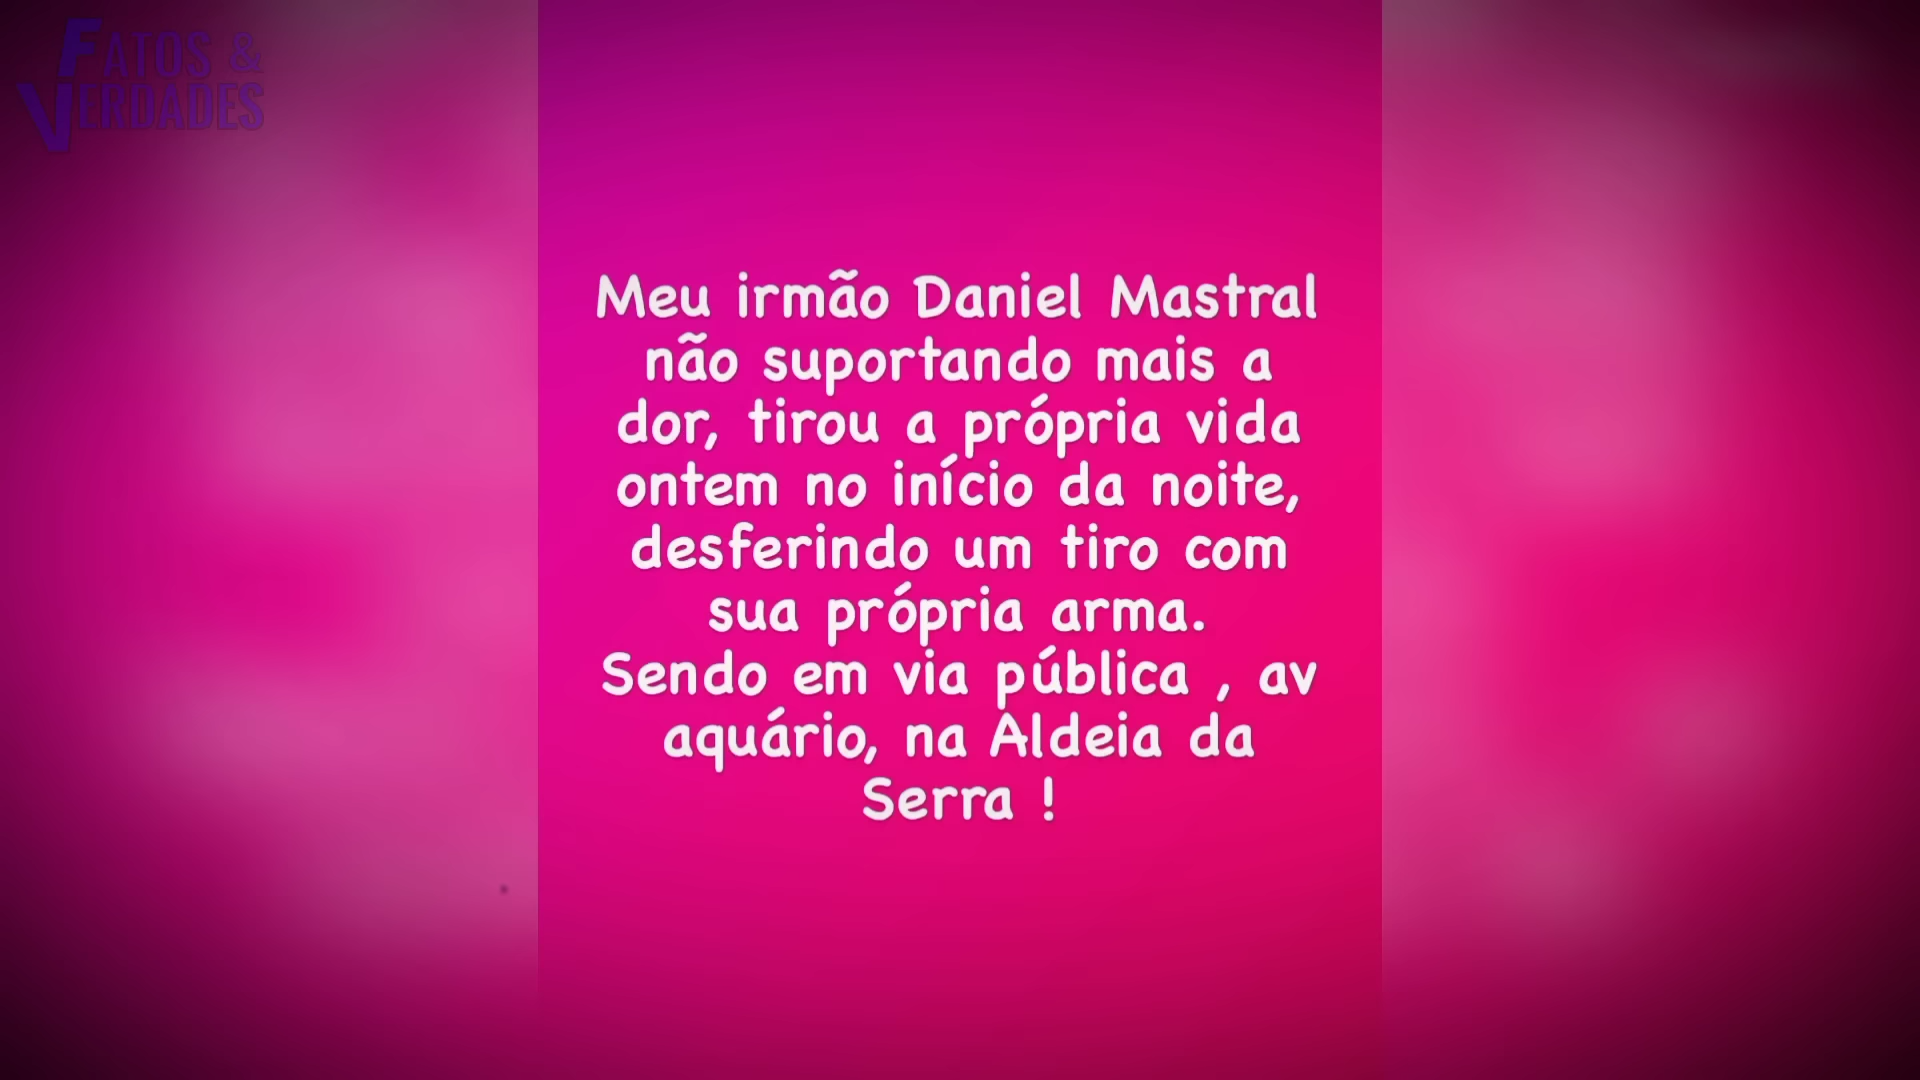 FATOS &
VERDADES
Meu irmão Daniel Mastral
não suportando mais a
dor, tirou a própria vida
ontem no início da noite,
desferindo um tiro com
sua própria arma.
Sendo em via pública , av
aquário, na Aldeia da
Serra !